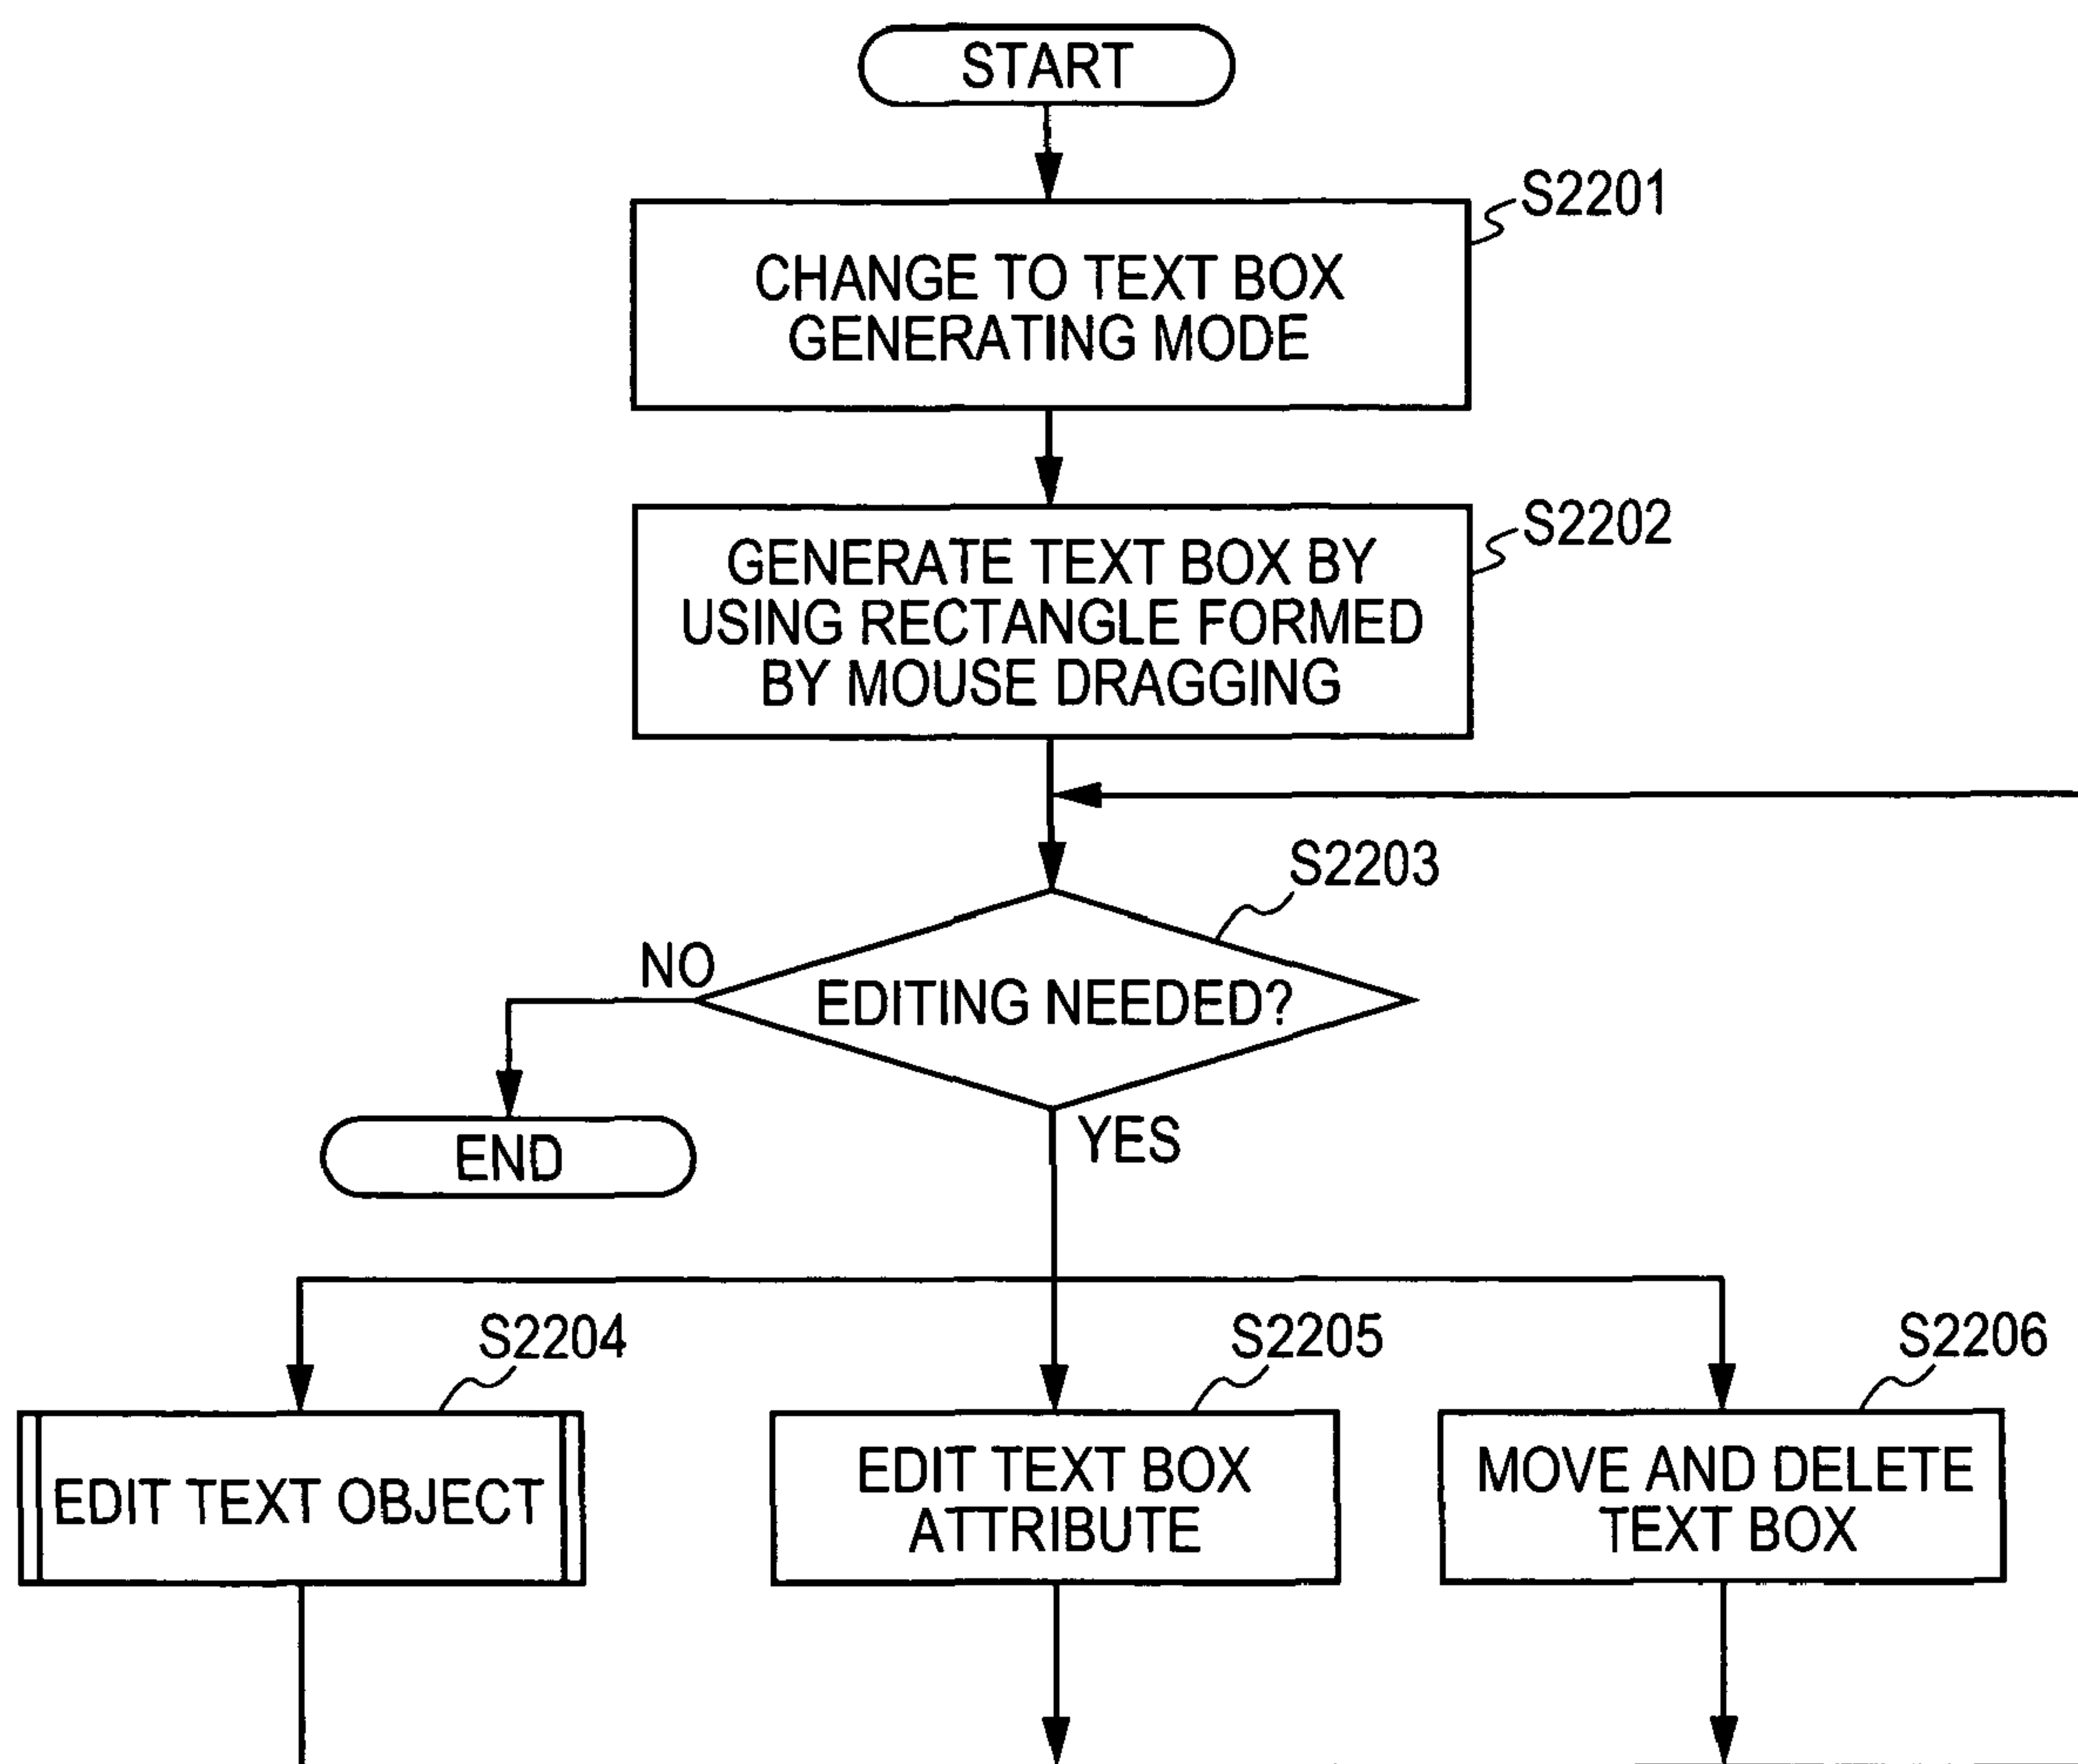 START
S2201
CHANGE TO TEXT BOX
GENERATING MODE
S2202
GENERATE TEXT BOX BY
USING RECTANGLE FORMED
BY MOUSE DRAGGING
S2203
NO
EDITING NEEDED?
END
YES
S2204
S2205
S2206
EDIT TEXT OBJECT
EDIT TEXT BOX
ATTRIBUTE
MOVE AND DELETE
TEXT BOX